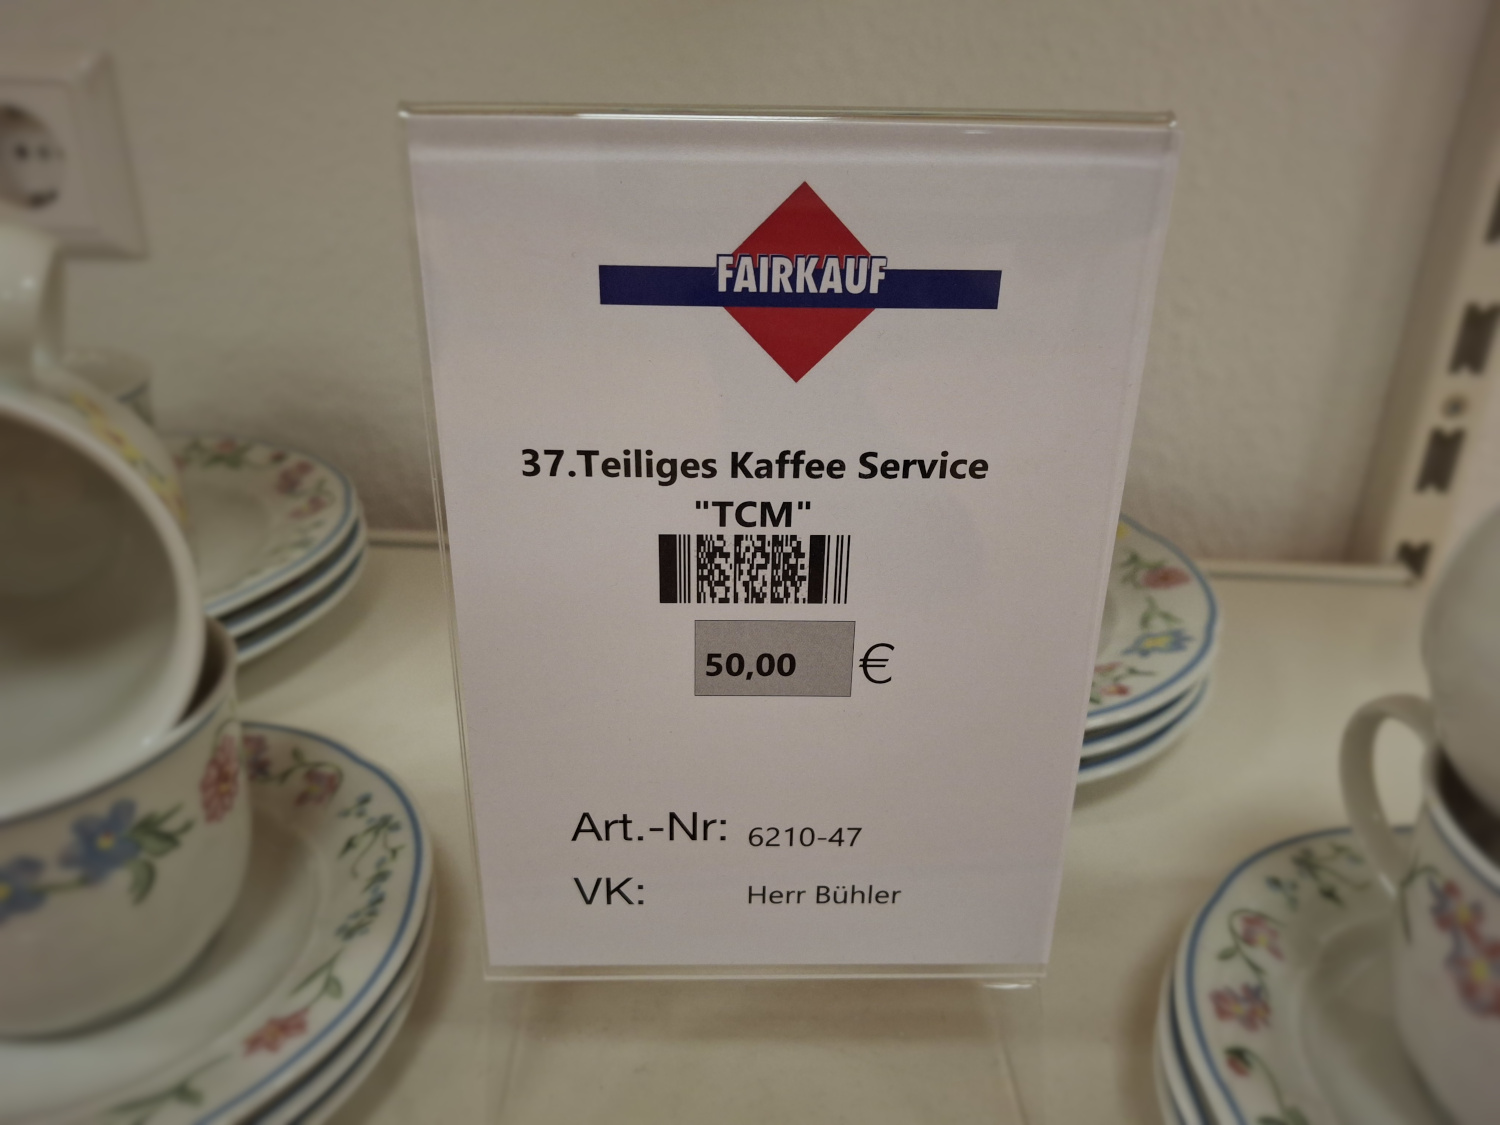 FAIRKAUF
37.Teiliges Kaffee Service
"TCM"
50,00 €
Art.-Nr: 6210-47
VK: Herr Bühler